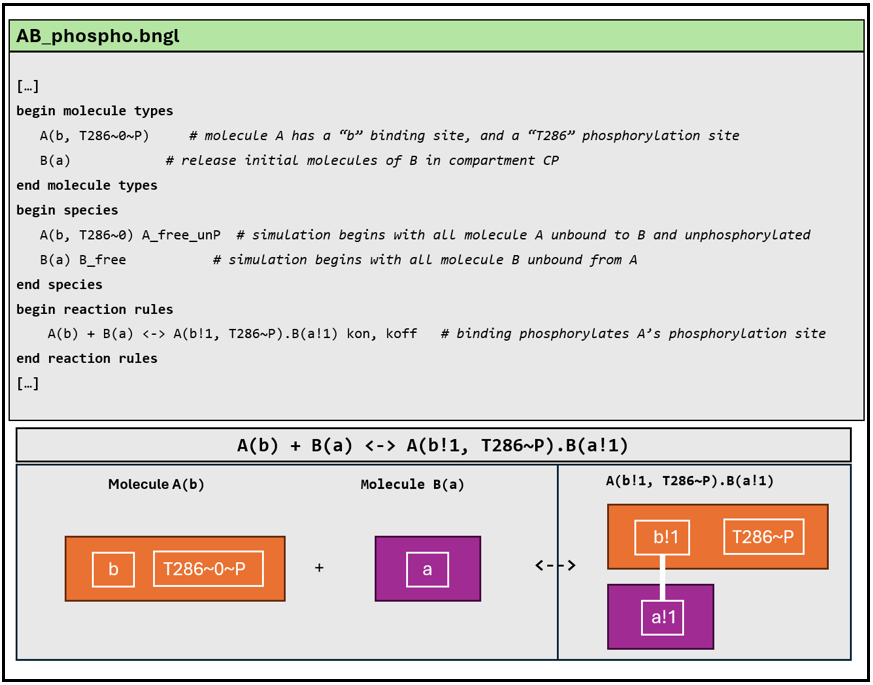 AB_phospho.bngl
[…]
begin molecule types
A(b, T286~0~P) # molecule A has a “b” binding site, and a “T286” phosphorylation site
B(a) # release initial molecules of B in compartment CP
end molecule types
begin species
A(b, T286~0) A_free_unP # simulation begins with all molecule A unbound to B and unphosphorylated
B(a) B_free # simulation begins with all molecule B unbound from A
end species
begin reaction rules
A(b) + B(a) <-> A(b!1, T286~P).B(a!1) kon, koff # binding phosphorylates A’s phosphorylation site
end reaction rules
[…]
A(b) + B(a) <-> A(b!1, T286~P).B(a!1)
Molecule A(b)
Molecule B(a)
A(b!1, T286~P).B(a!1)
b
T286~0~P
+
a
<-->
b!1
T286~P
a!1